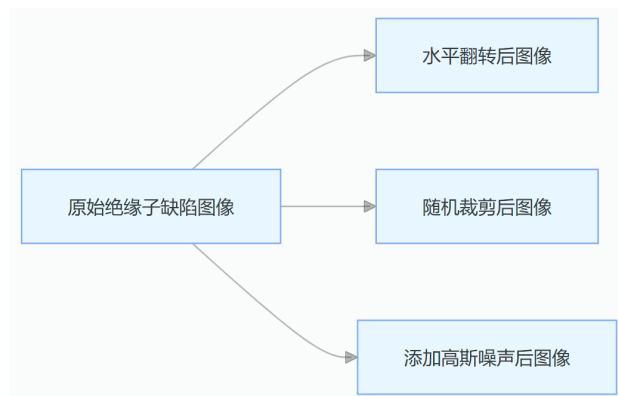 水平翻转后图像
原始绝缘子缺陷图像
随机裁剪后图像
添加高斯噪声后图像